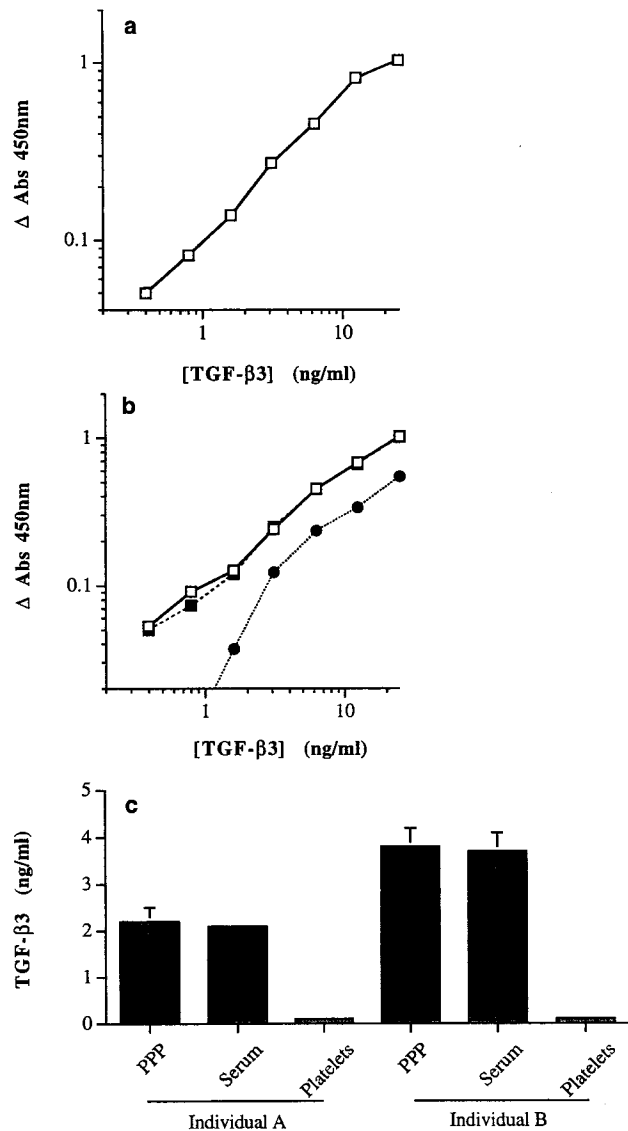 a
1
0.1
Δ Abs 450nm
1
10
[TGF-β3] (ng/ml)
b
1
0.1
Δ Abs 450nm
1
10
[TGF-β3] (ng/ml)
c
5
4
3
2
1
0
TGF-β3 (ng/ml)
PPP
Serum
Platelets
PPP
Serum
Platelets
Individual A
Individual B